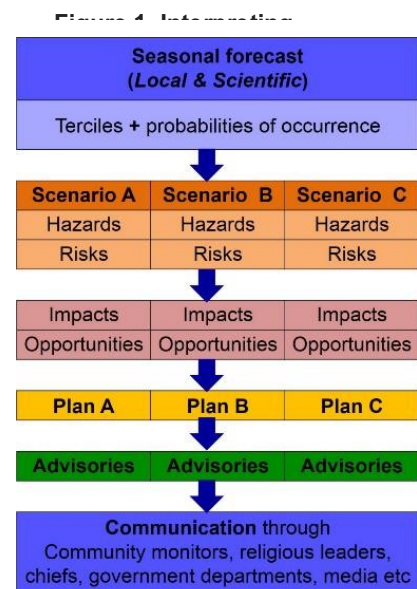 Seasonal forecast
(Local & Scientific)
Terciles + probabilities of occurrence
Scenario A Scenario B Scenario C
Hazards Hazards Hazards
Risks Risks Risks
Impacts Impacts Impacts
Opportunities Opportunities Opportunities
Plan A Plan B Plan C
Advisories Advisories Advisories
Communication through
Community monitors, religious leaders,
chiefs, government departments, media etc